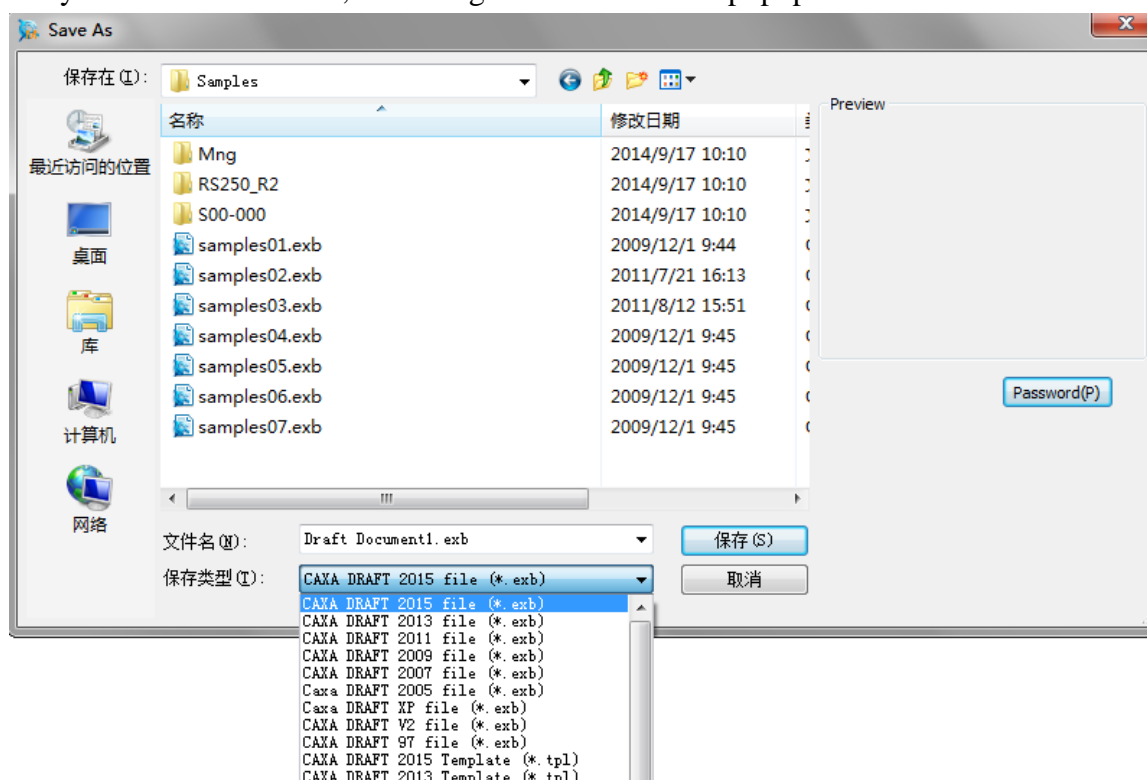 Save As
保存在(I):
Samples
Preview
名称
修改日期
最近访问的位置
Mng
2014/9/17 10:10
RS250_R2
2014/9/17 10:10
S00-000
2014/9/17 10:10
桌面
samples01.exb
2009/12/1 9:44
samples02.exb
2011/7/21 16:13
samples03.exb
2011/8/12 15:51
库
samples04.exb
2009/12/1 9:45
samples05.exb
2009/12/1 9:45
samples06.exb
2009/12/1 9:45
Password(P)
计算机
samples07.exb
2009/12/1 9:45
网络
文件名(N):
Draft Document1.exb
保存(S)
保存类型(T):
CAXA DRAFT 2015 file (*.exb)
取消
CAXA DRAFT 2015 file (*.exb)
CAXA DRAFT 2013 file (*.exb)
CAXA DRAFT 2011 file (*.exb)
CAXA DRAFT 2009 file (*.exb)
CAXA DRAFT 2007 file (*.exb)
Caxa DRAFT 2005 file (*.exb)
Caxa DRAFT XP file (*.exb)
CAXA DRAFT V2 file (*.exb)
CAXA DRAFT 97 file (*.exb)
CAXA DRAFT 2015 Template (*.tpl)
CAXA DRAFT 2013 Template (*.tpl)